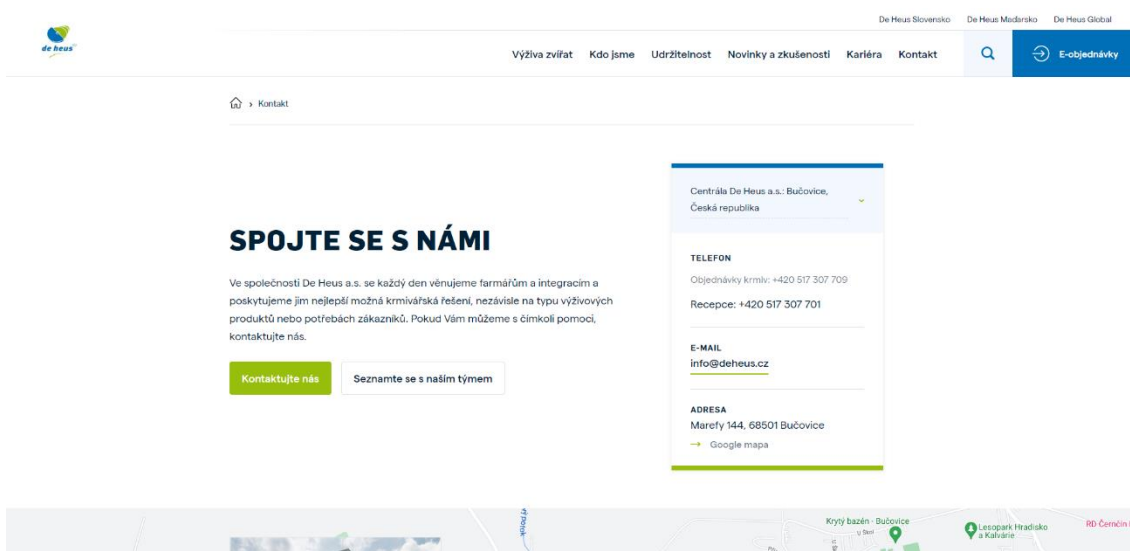 De Heus Slovensko De Heus Maďarsko De Heus Global
de heus
Výživa zvířat Kdo jsme Udržitelnost Novinky a zkušenosti Kariéra Kontakt E-objednávky
Kontakt
Centrála De Heus a.s.: Bučovice,
Česká republika
SPOJTE SE S NÁMI
Ve společnosti De Heus a.s. se každý den věnujeme farmářům a integracím a
poskytujeme jim nejlepší možná krmivářská řešení, nezávisle na typu výživových
produktů nebo potřebách zákazníků. Pokud Vám můžeme s čímkoli pomoci,
kontaktujte nás.
Kontaktujte nás Seznamte se s naším týmem
TELEFON
Objednávky krmiv: +420 517 307 709
Recepce: +420 517 307 701
E-MAIL
info@deheus.cz
ADRESA
Marefy 144, 68501 Bučovice
Google mapa
Krytý bazén - Bučovice
Lesopark Hradisko
a Kalvárie
RD Černčín